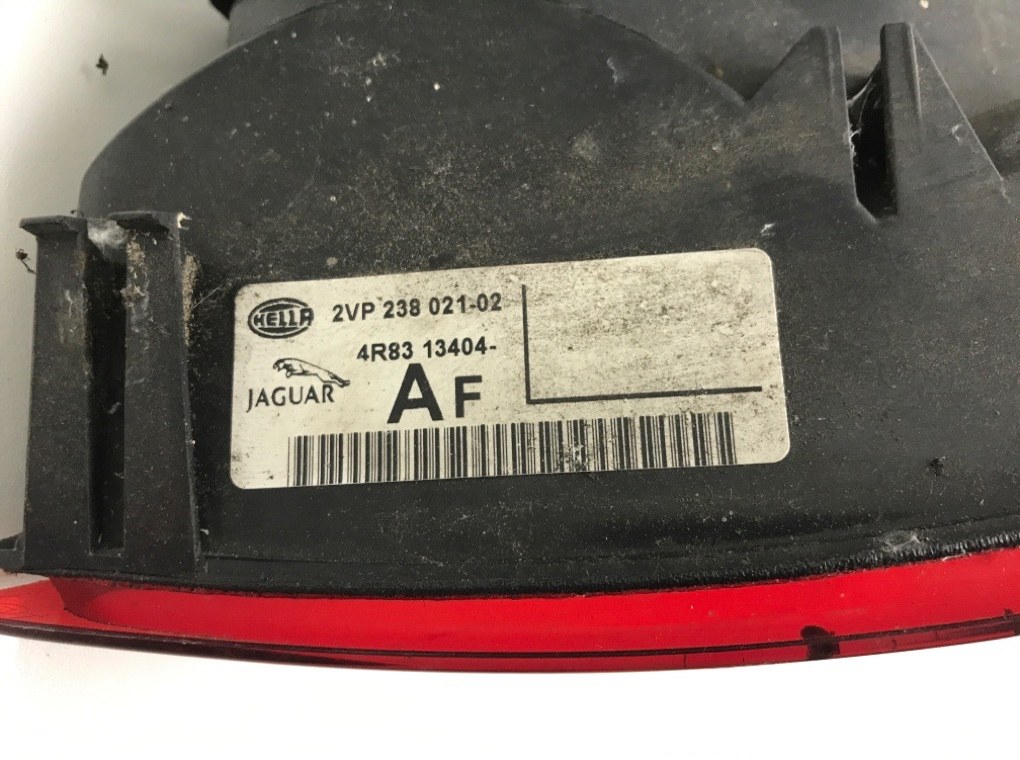 HELLA 2VP 238 021-02
4R83 13404-
JAGUAR AF